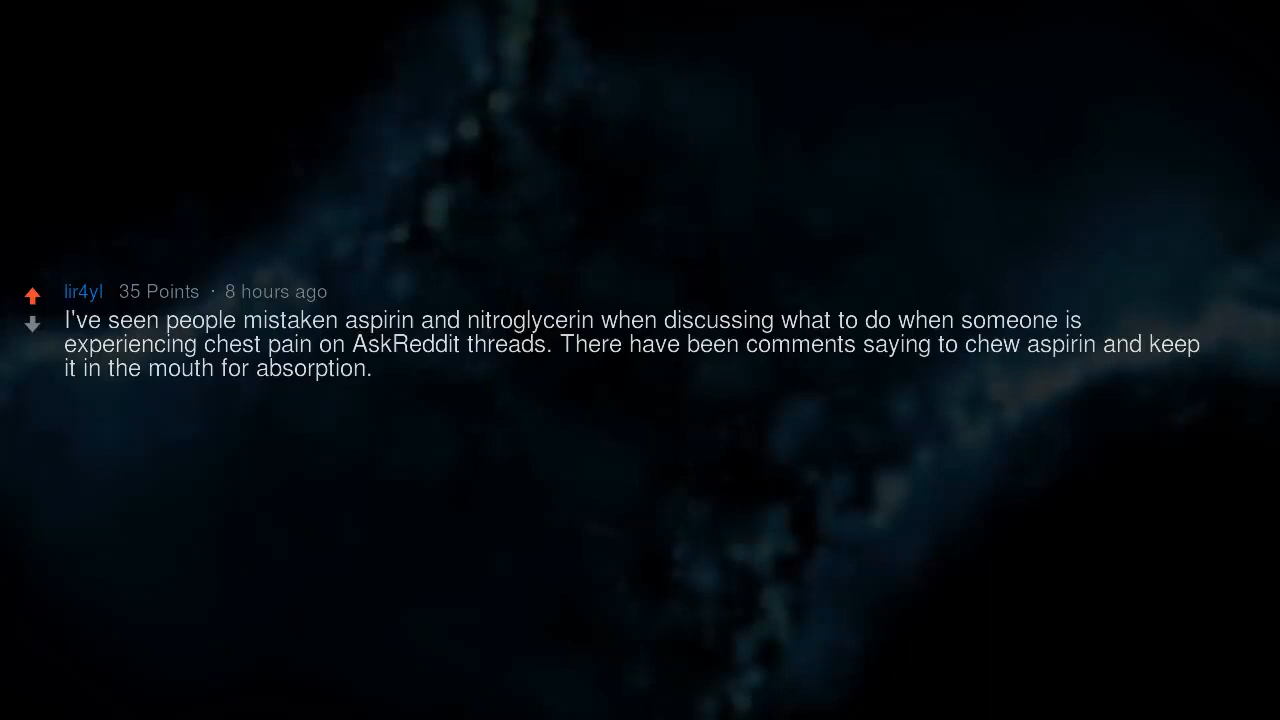 lir4yl 35 Points · 8 hours ago
I've seen people mistaken aspirin and nitroglycerin when discussing what to do when someone is
experiencing chest pain on AskReddit threads. There have been comments saying to chew aspirin and keep
it in the mouth for absorption.